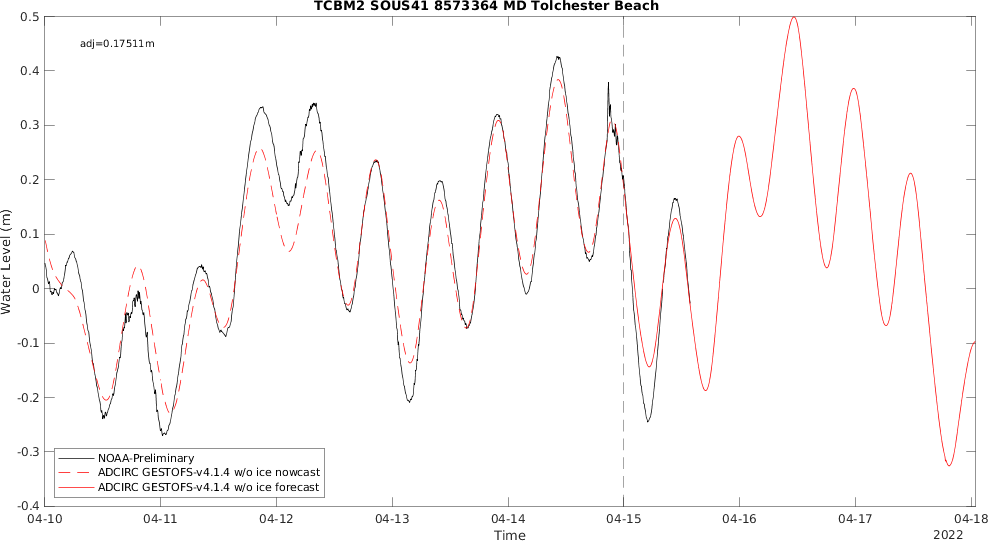 TCBM2 SOUS41 8573364 MD Tolchester Beach
adj=0.17511m
0.5
0.4
0.3
0.2
0.1
0
-0.1
-0.2
-0.3
-0.4
Water Level (m)
NOAA-Preliminary
ADCIRC GESTOFS-v4.1.4 w/o ice nowcast
ADCIRC GESTOFS-v4.1.4 w/o ice forecast
04-10 04-11 04-12 04-13 04-14 04-15 04-16 04-17 04-18
Time
2022